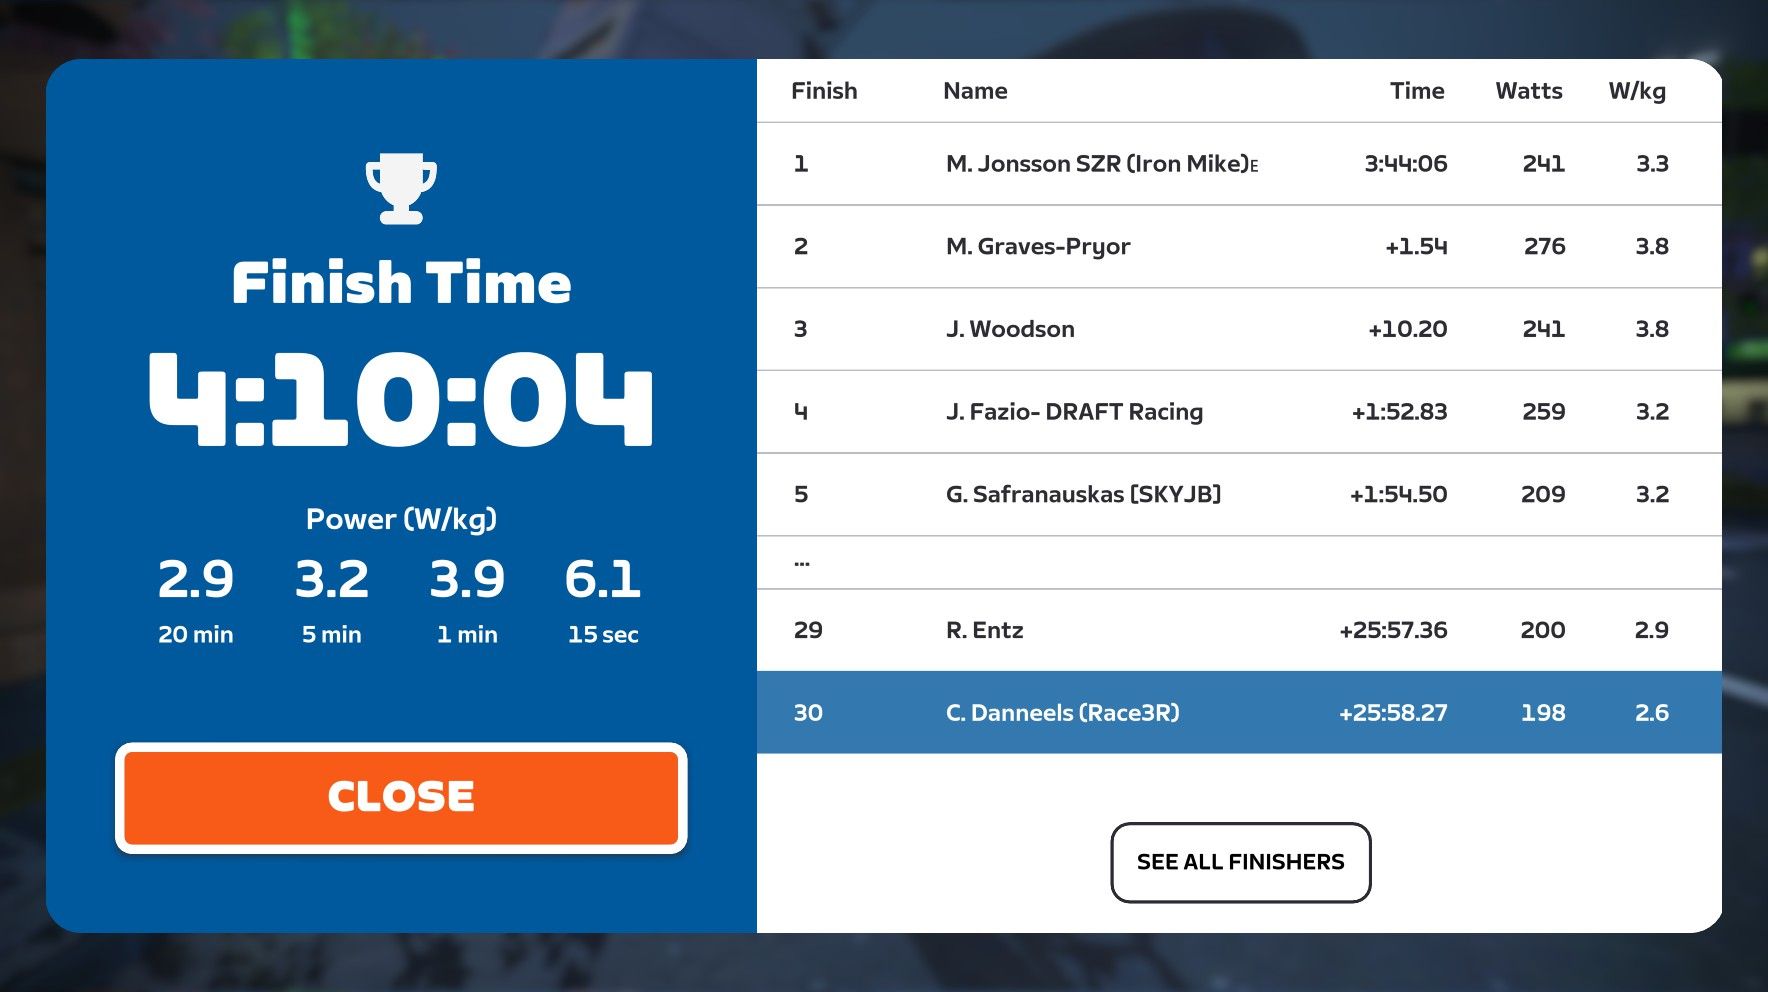 Finish Time
4:10:04
Power (W/kg)
2.9 3.2 3.9 6.1
20 min 5 min 1 min 15 sec
CLOSE
Finish Name Time Watts W/kg
1 M. Jonsson SZR (Iron Mike)E 3:44:06 241 3.3
2 M. Graves-Pryor +1.54 276 3.8
3 J. Woodson +10.20 241 3.8
4 J. Fazio- DRAFT Racing +1:52.83 259 3.2
5 G. Safranauskas [SKYJB] +1:54.50 209 3.2
...
29 R. Entz +25:57.36 200 2.9
30 C. Danneels (Race3R) +25:58.27 198 2.6
SEE ALL FINISHERS